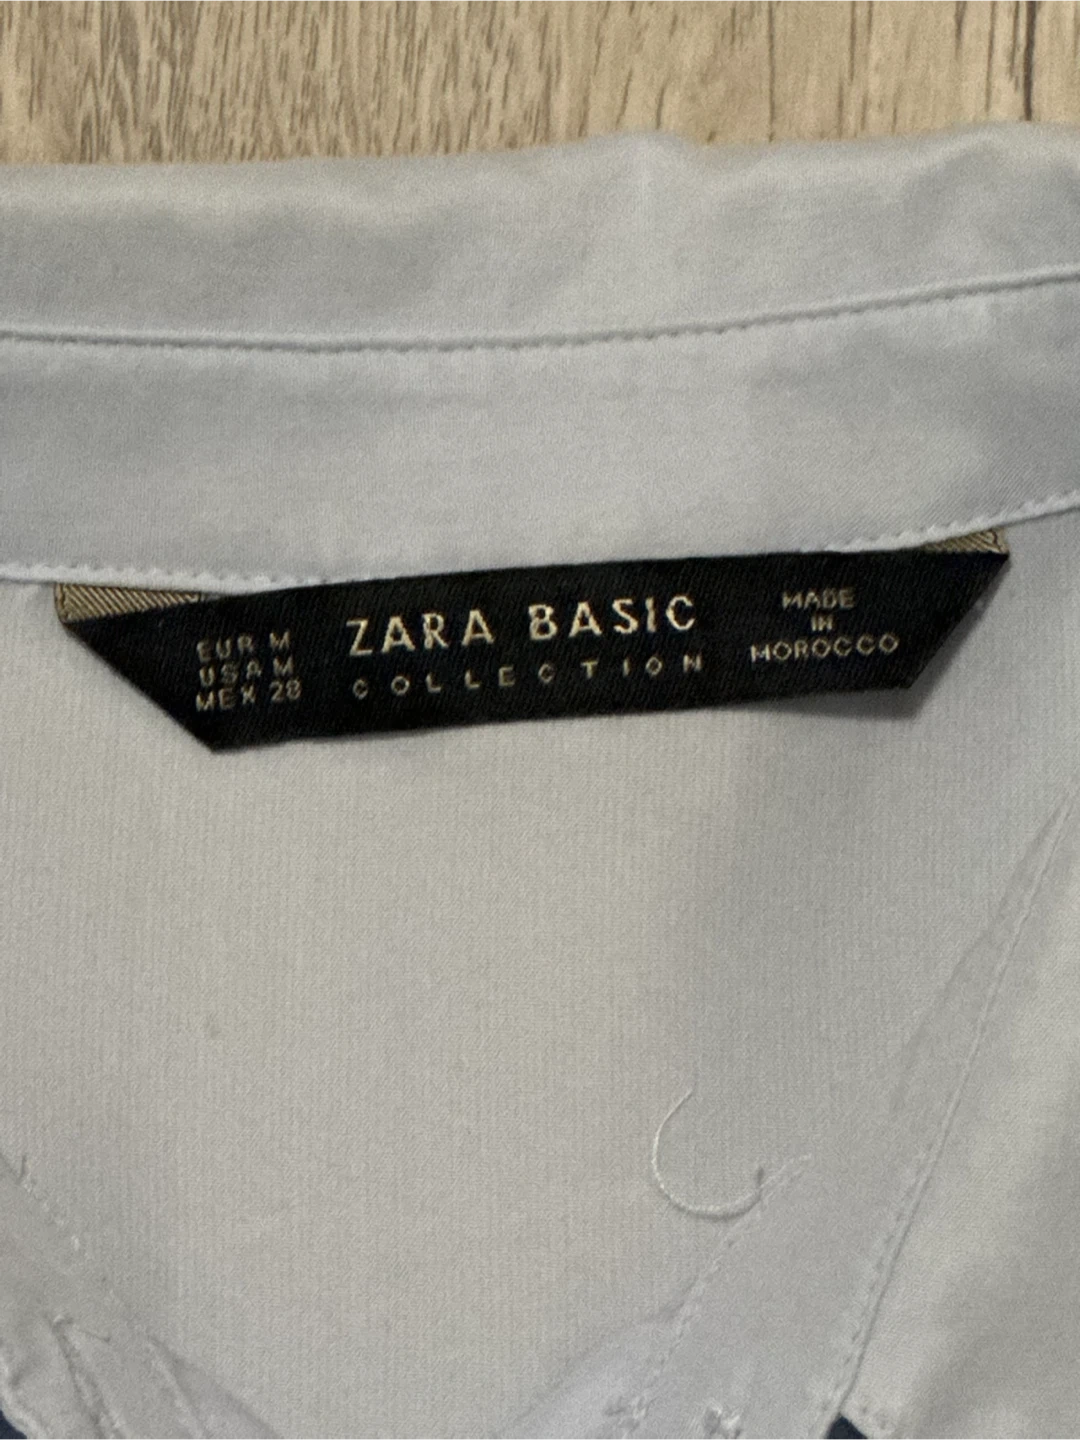 EUR M
USA M
MEX 28
ZARA BASIC
COLLECTION
MADE
IN
MOROCCO